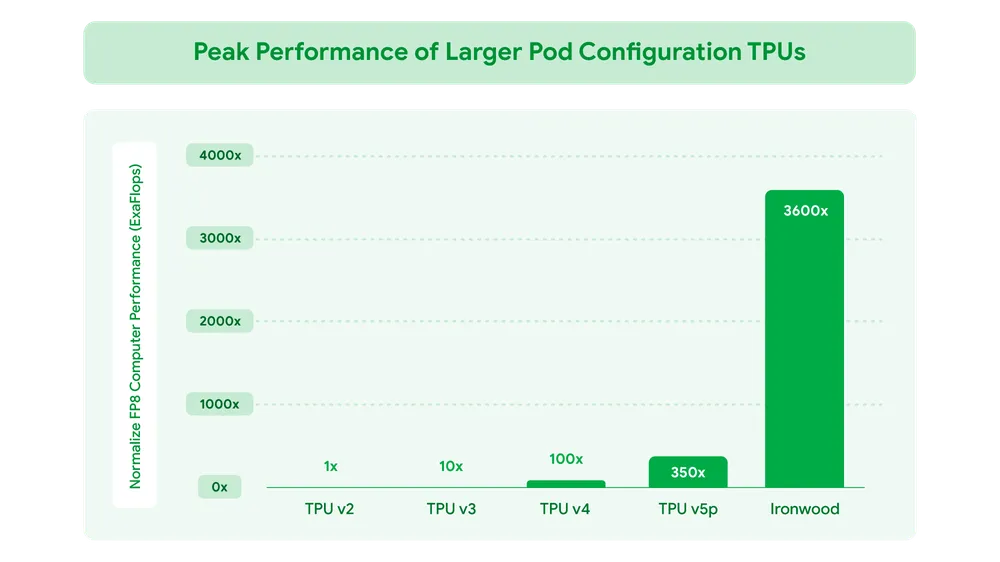 Peak Performance of Larger Pod Configuration TPUs
Normalize FP8 Computer Performance (ExaFlops)
4000x
3000x
2000x
1000x
0x
1x
10x
100x
350x
3600x
TPU v2
TPU v3
TPU v4
TPU v5p
Ironwood